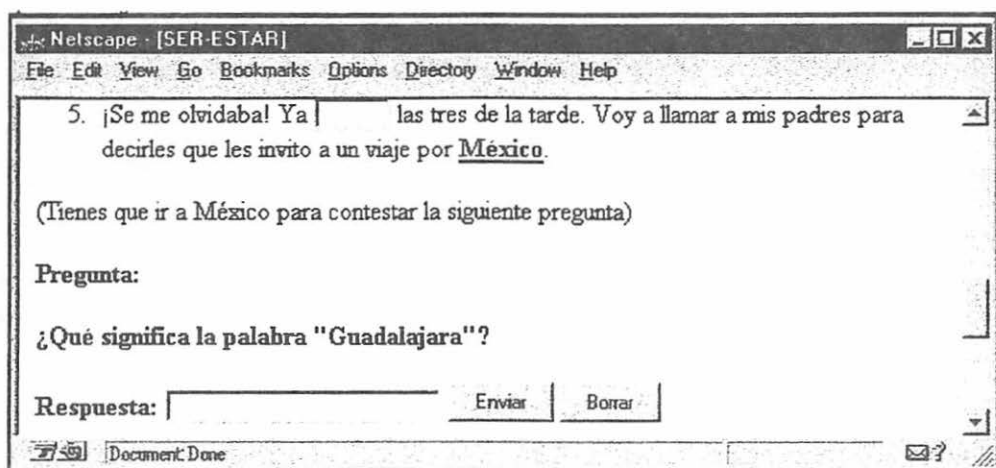 Netscape - [SER-ESTAR]
File Edit View Go Bookmarks Options Directory Window Help
5. ¡Se me olvidaba! Ya las tres de la tarde. Voy a llamar a mis padres para
decirles que les invito a un viaje por México.
(Tienes que ir a México para contestar la siguiente pregunta)
Pregunta:
¿Qué significa la palabra "Guadalajara"?
Respuesta: Enviar Borrar
Document: Done